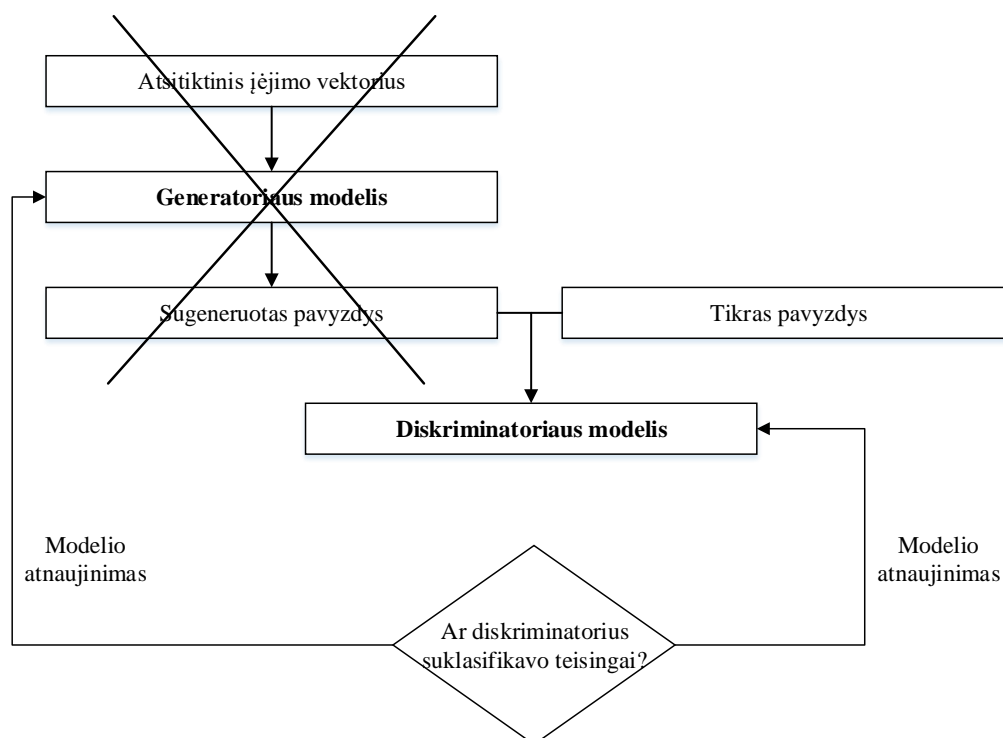 Atsitiktinis įėjimo vektorius
Generatoriaus modelis
Sugeneruotas pavyzdys
Tikras pavyzdys
Diskriminatoriaus modelis
Modelio
atnaujinimas
Modelio
atnaujinimas
Ar diskriminatorius
suklasifikavo teisingai?